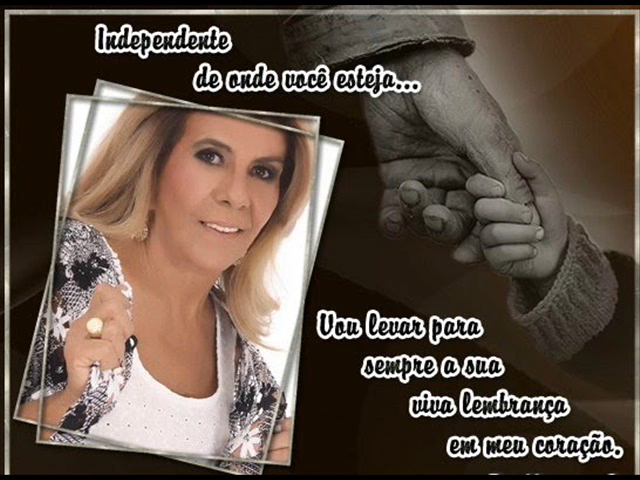 Independente
de onde você esteja...
Vou levar para
sempre a sua
viva lembrança
em meu coração.